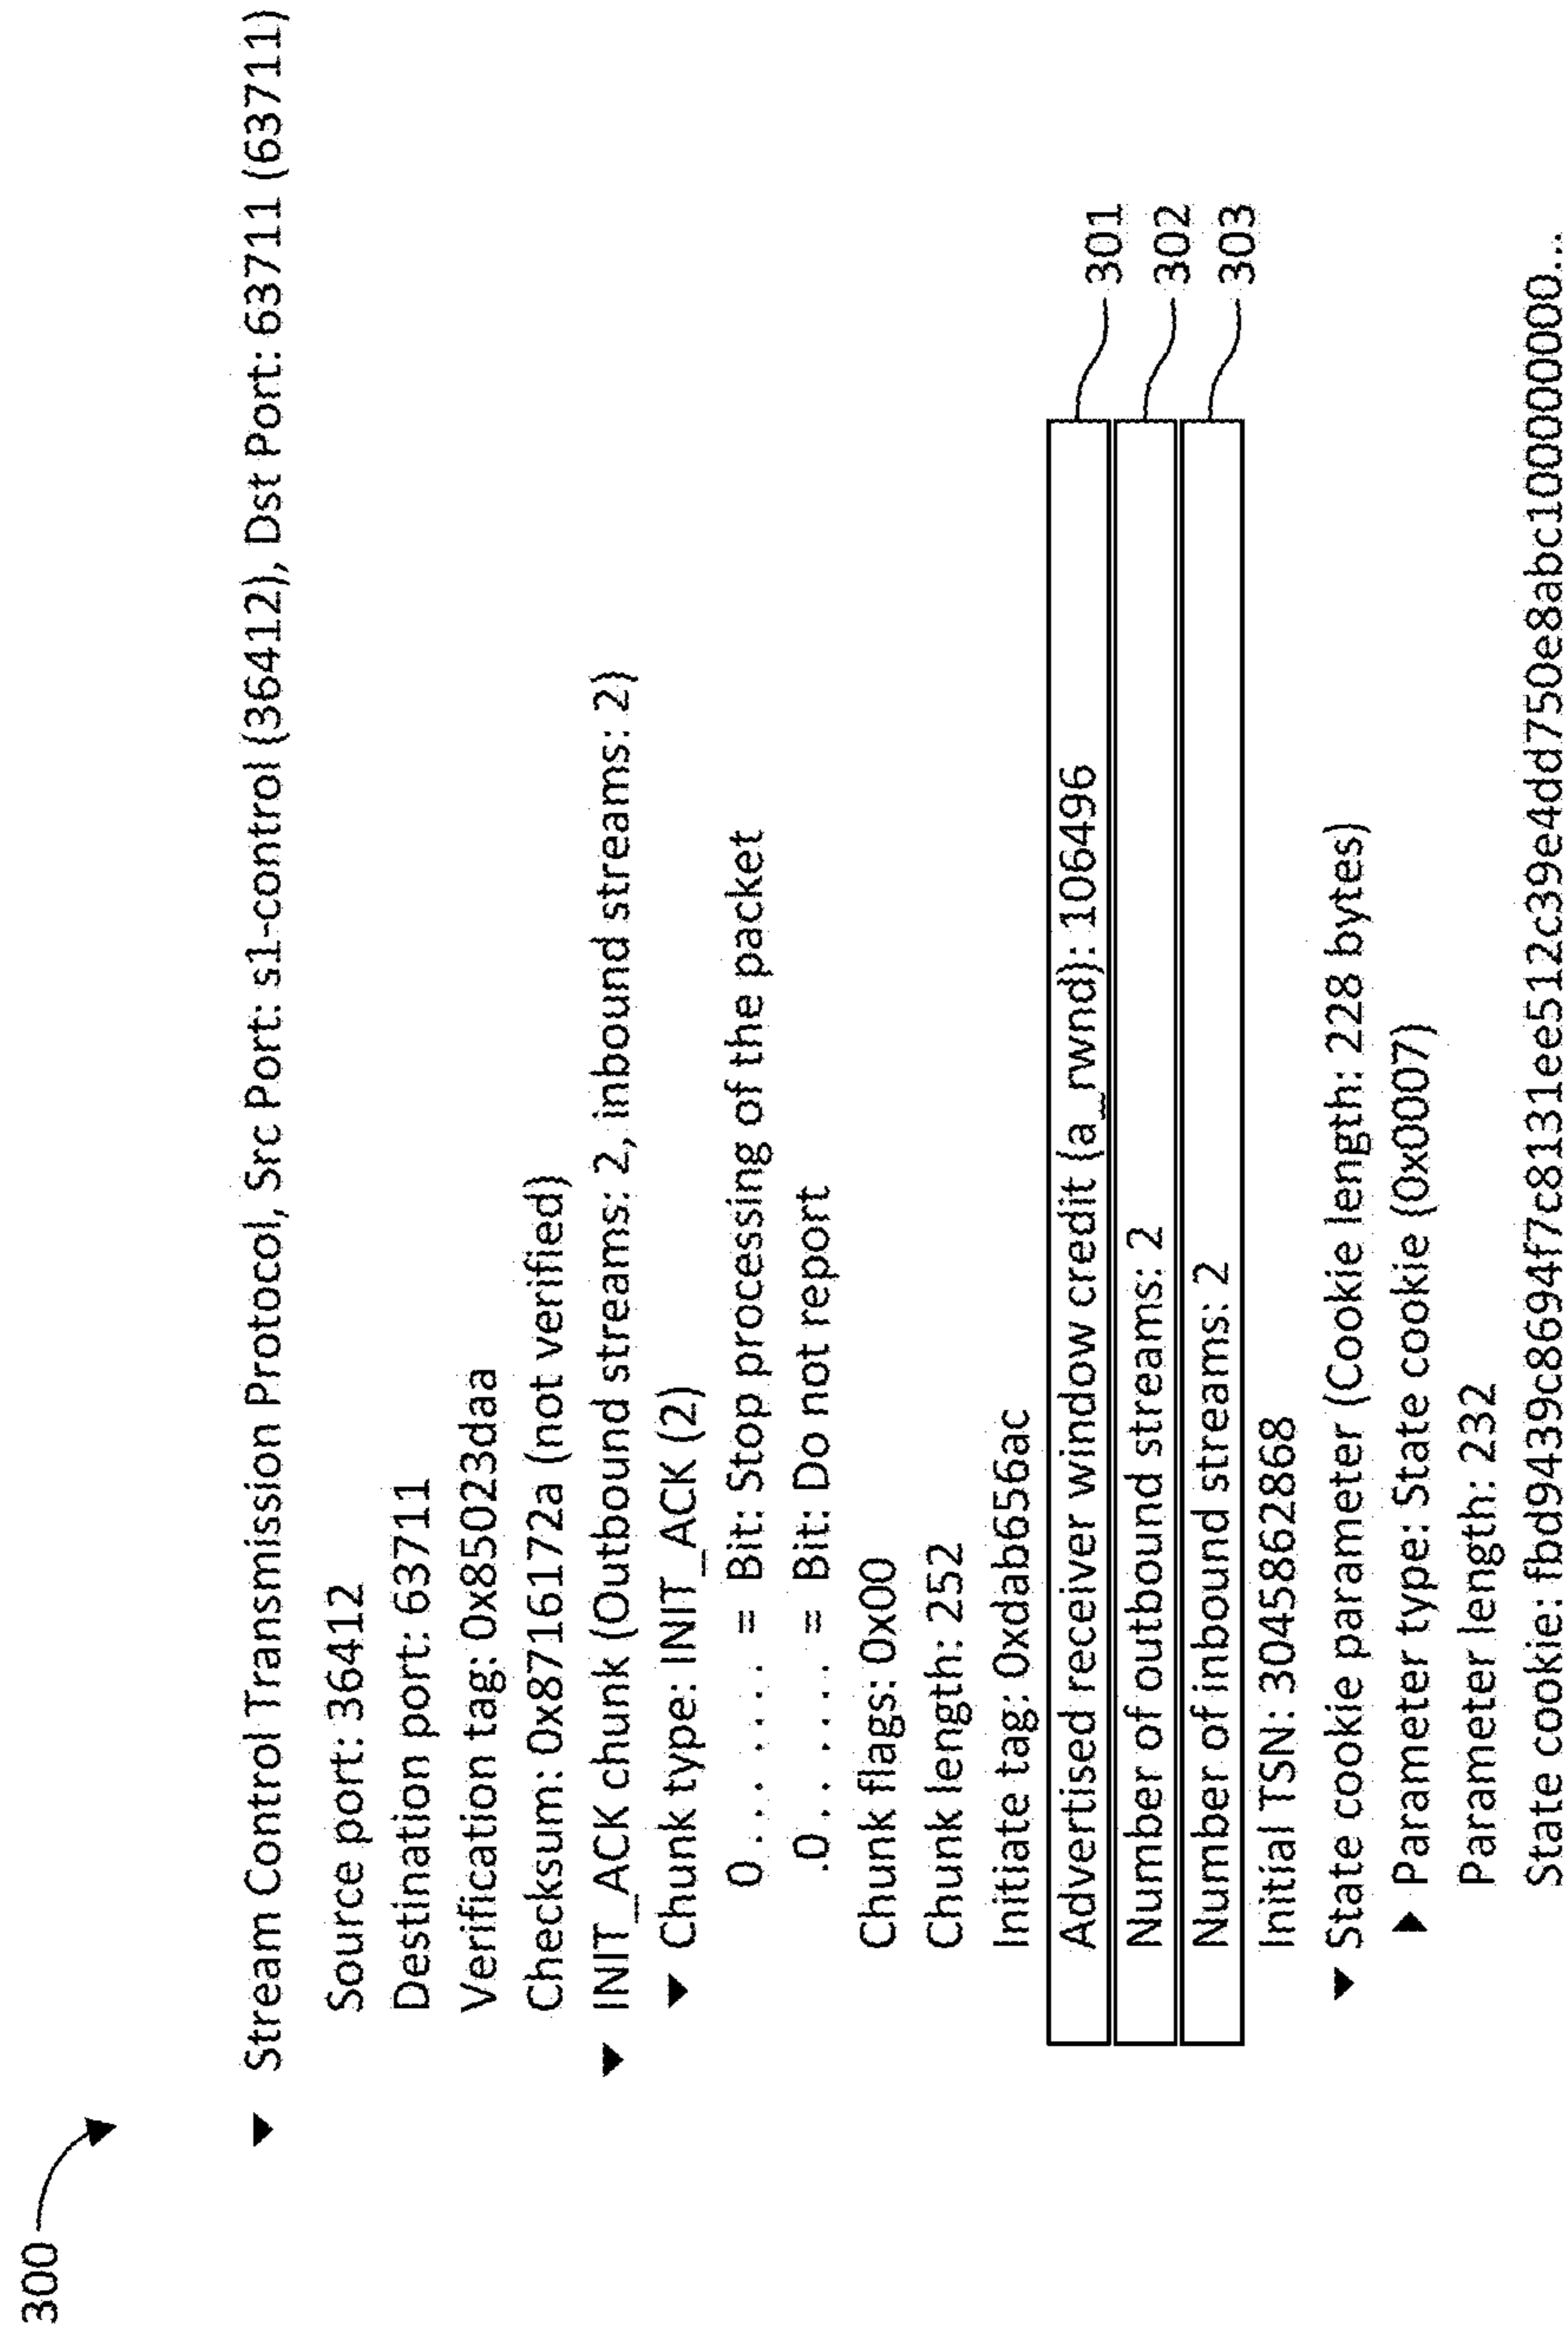 300
▼ Stream Control Transmission Protocol, Src Port: s1-control (36412), Dst Port: 63711 (63711)
Source port: 36412
Destination port: 63711
Verification tag: 0x85023daa
Checksum: 0x8716172a (not verified)
▼ INIT_ACK chunk (Outbound streams: 2, inbound streams: 2)
▼ Chunk type: INIT_ACK (2)
0... .... = Bit: Stop processing of the packet
.0.. .... = Bit: Do not report
Chunk flags: 0x00
Chunk length: 252
Initiate tag: 0xdab656ac
Advertised receiver window credit (a_rwnd): 106496 301
Number of outbound streams: 2 302
Number of inbound streams: 2 303
Initial TSN: 3045862868
▼ State cookie parameter (Cookie length: 228 bytes)
▶ Parameter type: State cookie (0x0007)
Parameter length: 232
State cookie: fbd9439c8694f7c8131ee512c39e4dd750e8abc10000000...